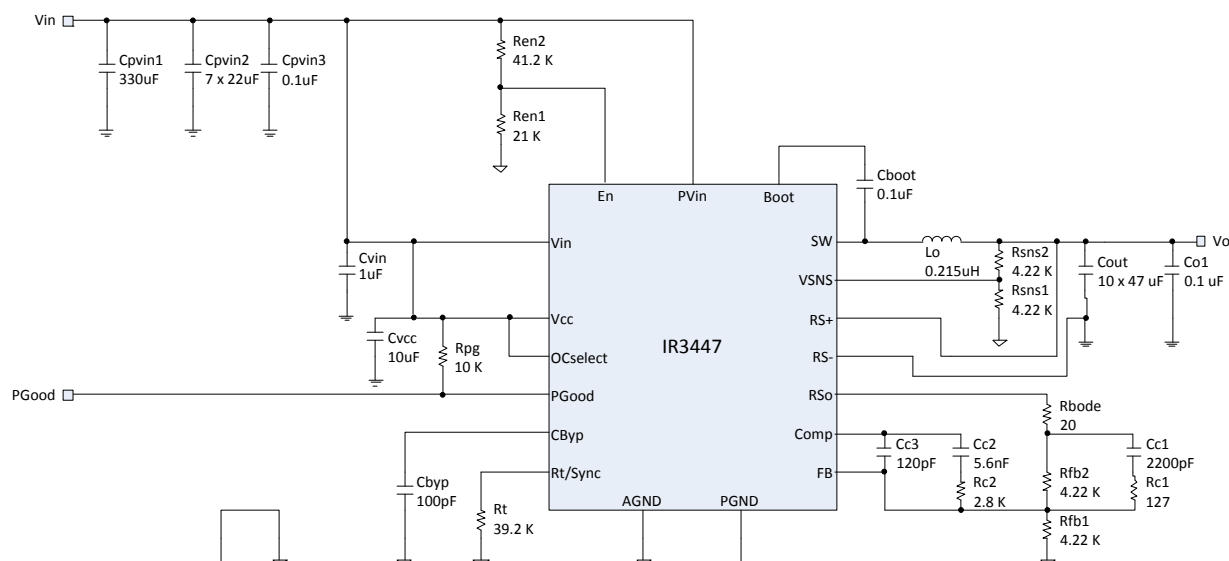 Vin
Cpvin1
330uF
Cpvin2
7 x 22uF
Cpvin3
0.1uF
Ren2
41.2 K
Ren1
21 K
Cboot
0.1uF
En
PVin
Boot
Vin
SW
Vo
Cvin
1uF
Lo
0.215uH
Rsns2
4.22 K
Cout
10 x 47 uF
Co1
0.1 uF
VSNS
Rsns1
4.22 K
Vcc
RS+
Cvcc
10uF
Rpg
10 K
OCselect
IR3447
RS-
PGood
PGood
RSo
Rbode
20
CByp
Comp
Cc3
120pF
Cc2
5.6nF
Cc1
2200pF
Rt/Sync
FB
Cbyp
100pF
Rc2
2.8 K
Rfb2
4.22 K
Rc1
127
Rt
39.2 K
AGND
PGND
Rfb1
4.22 K